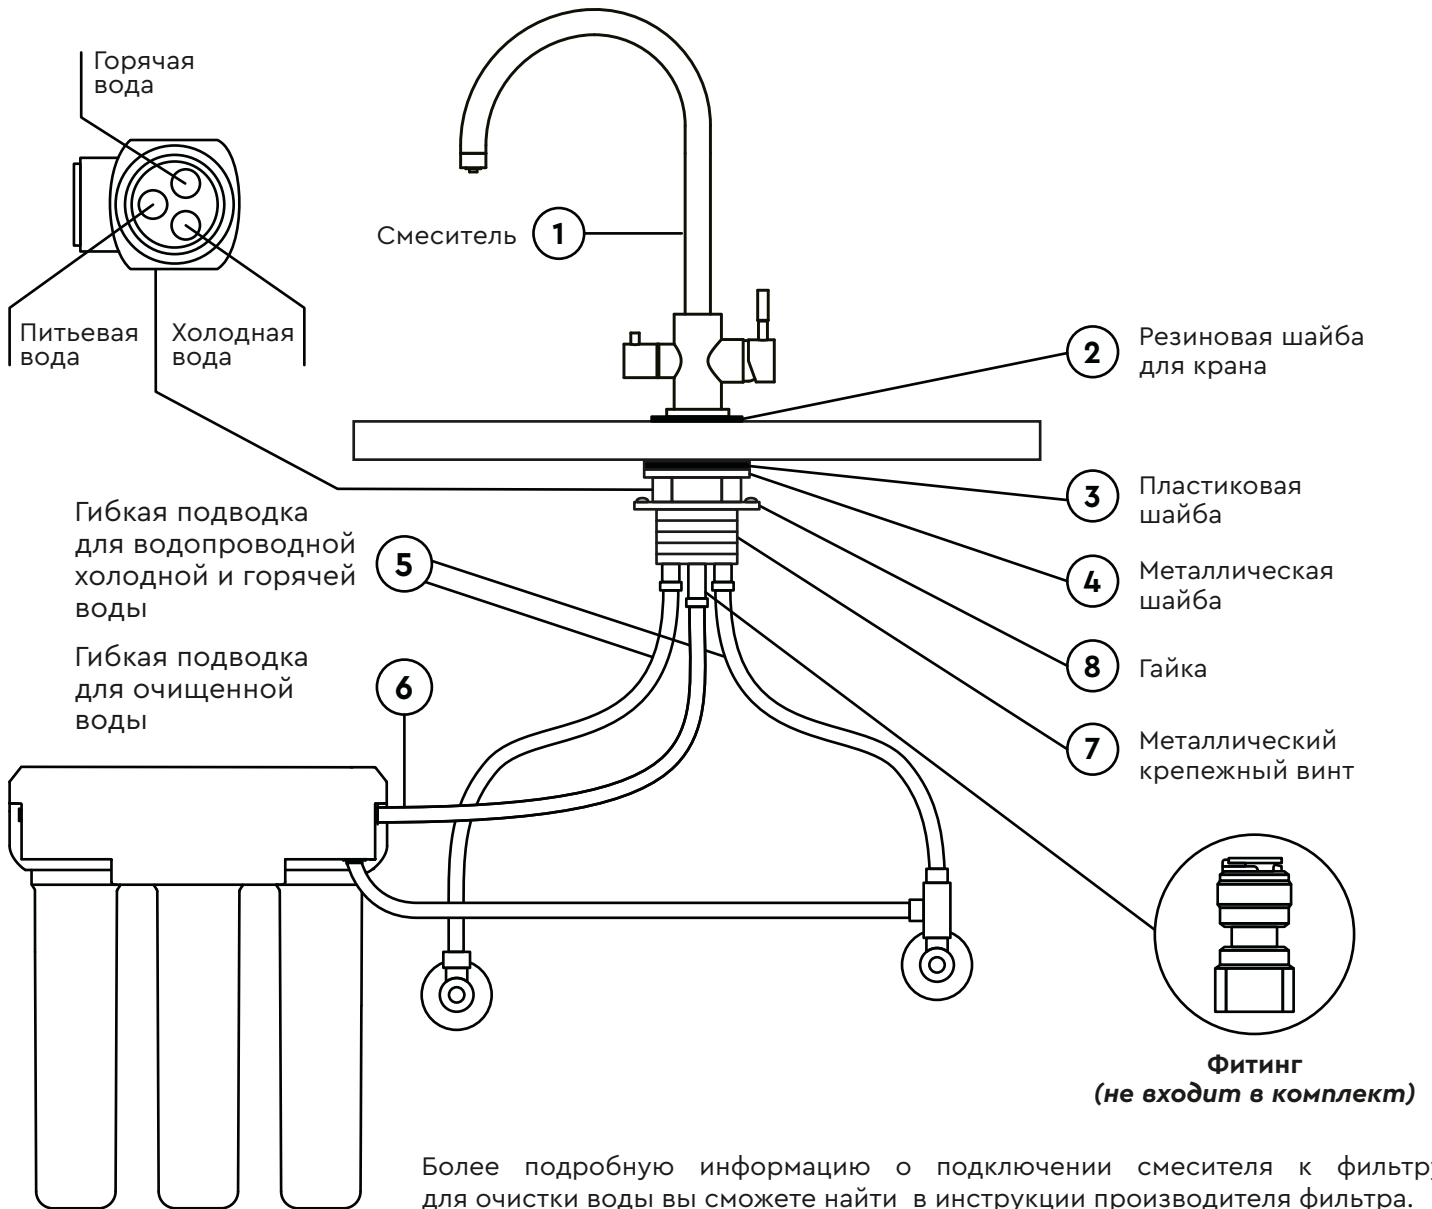 Горячая
вода
Питьевая
вода
Холодная
вода
Смеситель 1
2 Резиновая шайба
для крана
3 Пластиковая
шайба
4 Металлическая
шайба
8 Гайка
7 Металлический
крепежный винт
Гибкая подводка
для водопроводной
холодной и горячей
воды
5
Гибкая подводка
для очищенной
воды
6
Фитинг
(не входит в комплект)
Более подробную информацию о подключении смесителя к фильтру
для очистки воды вы сможете найти в инструкции производителя фильтра.